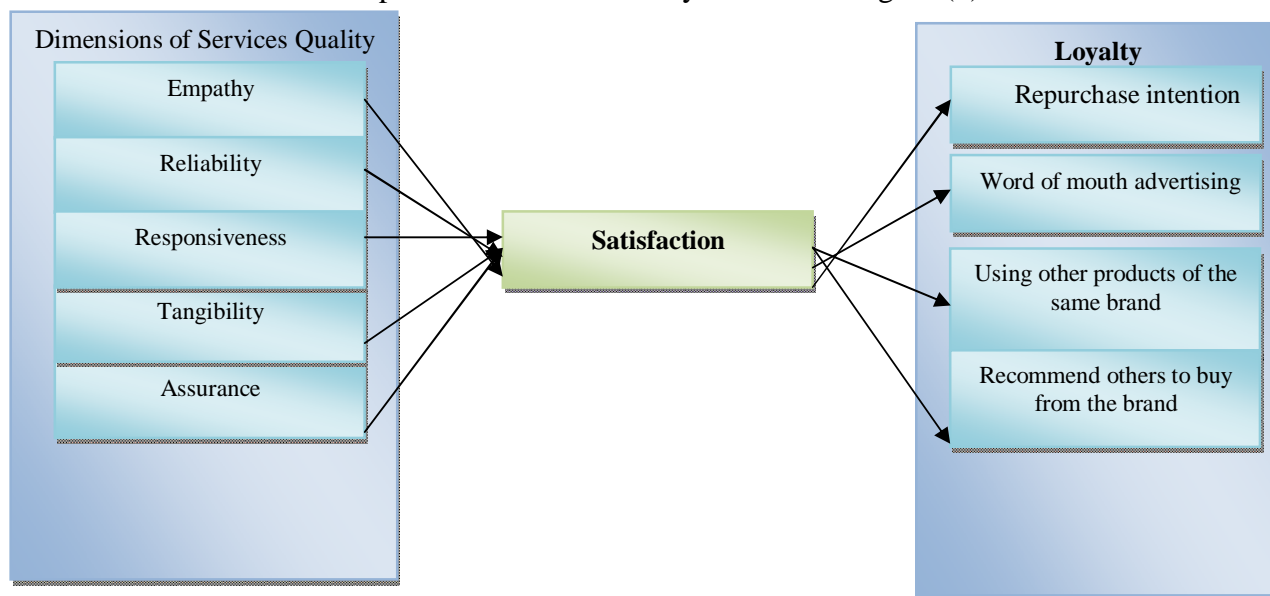 Dimensions of Services Quality
Empathy
Reliability
Responsiveness
Tangibility
Assurance
Satisfaction
Loyalty
Repurchase intention
Word of mouth advertising
Using other products of the
same brand
Recommend others to buy
from the brand